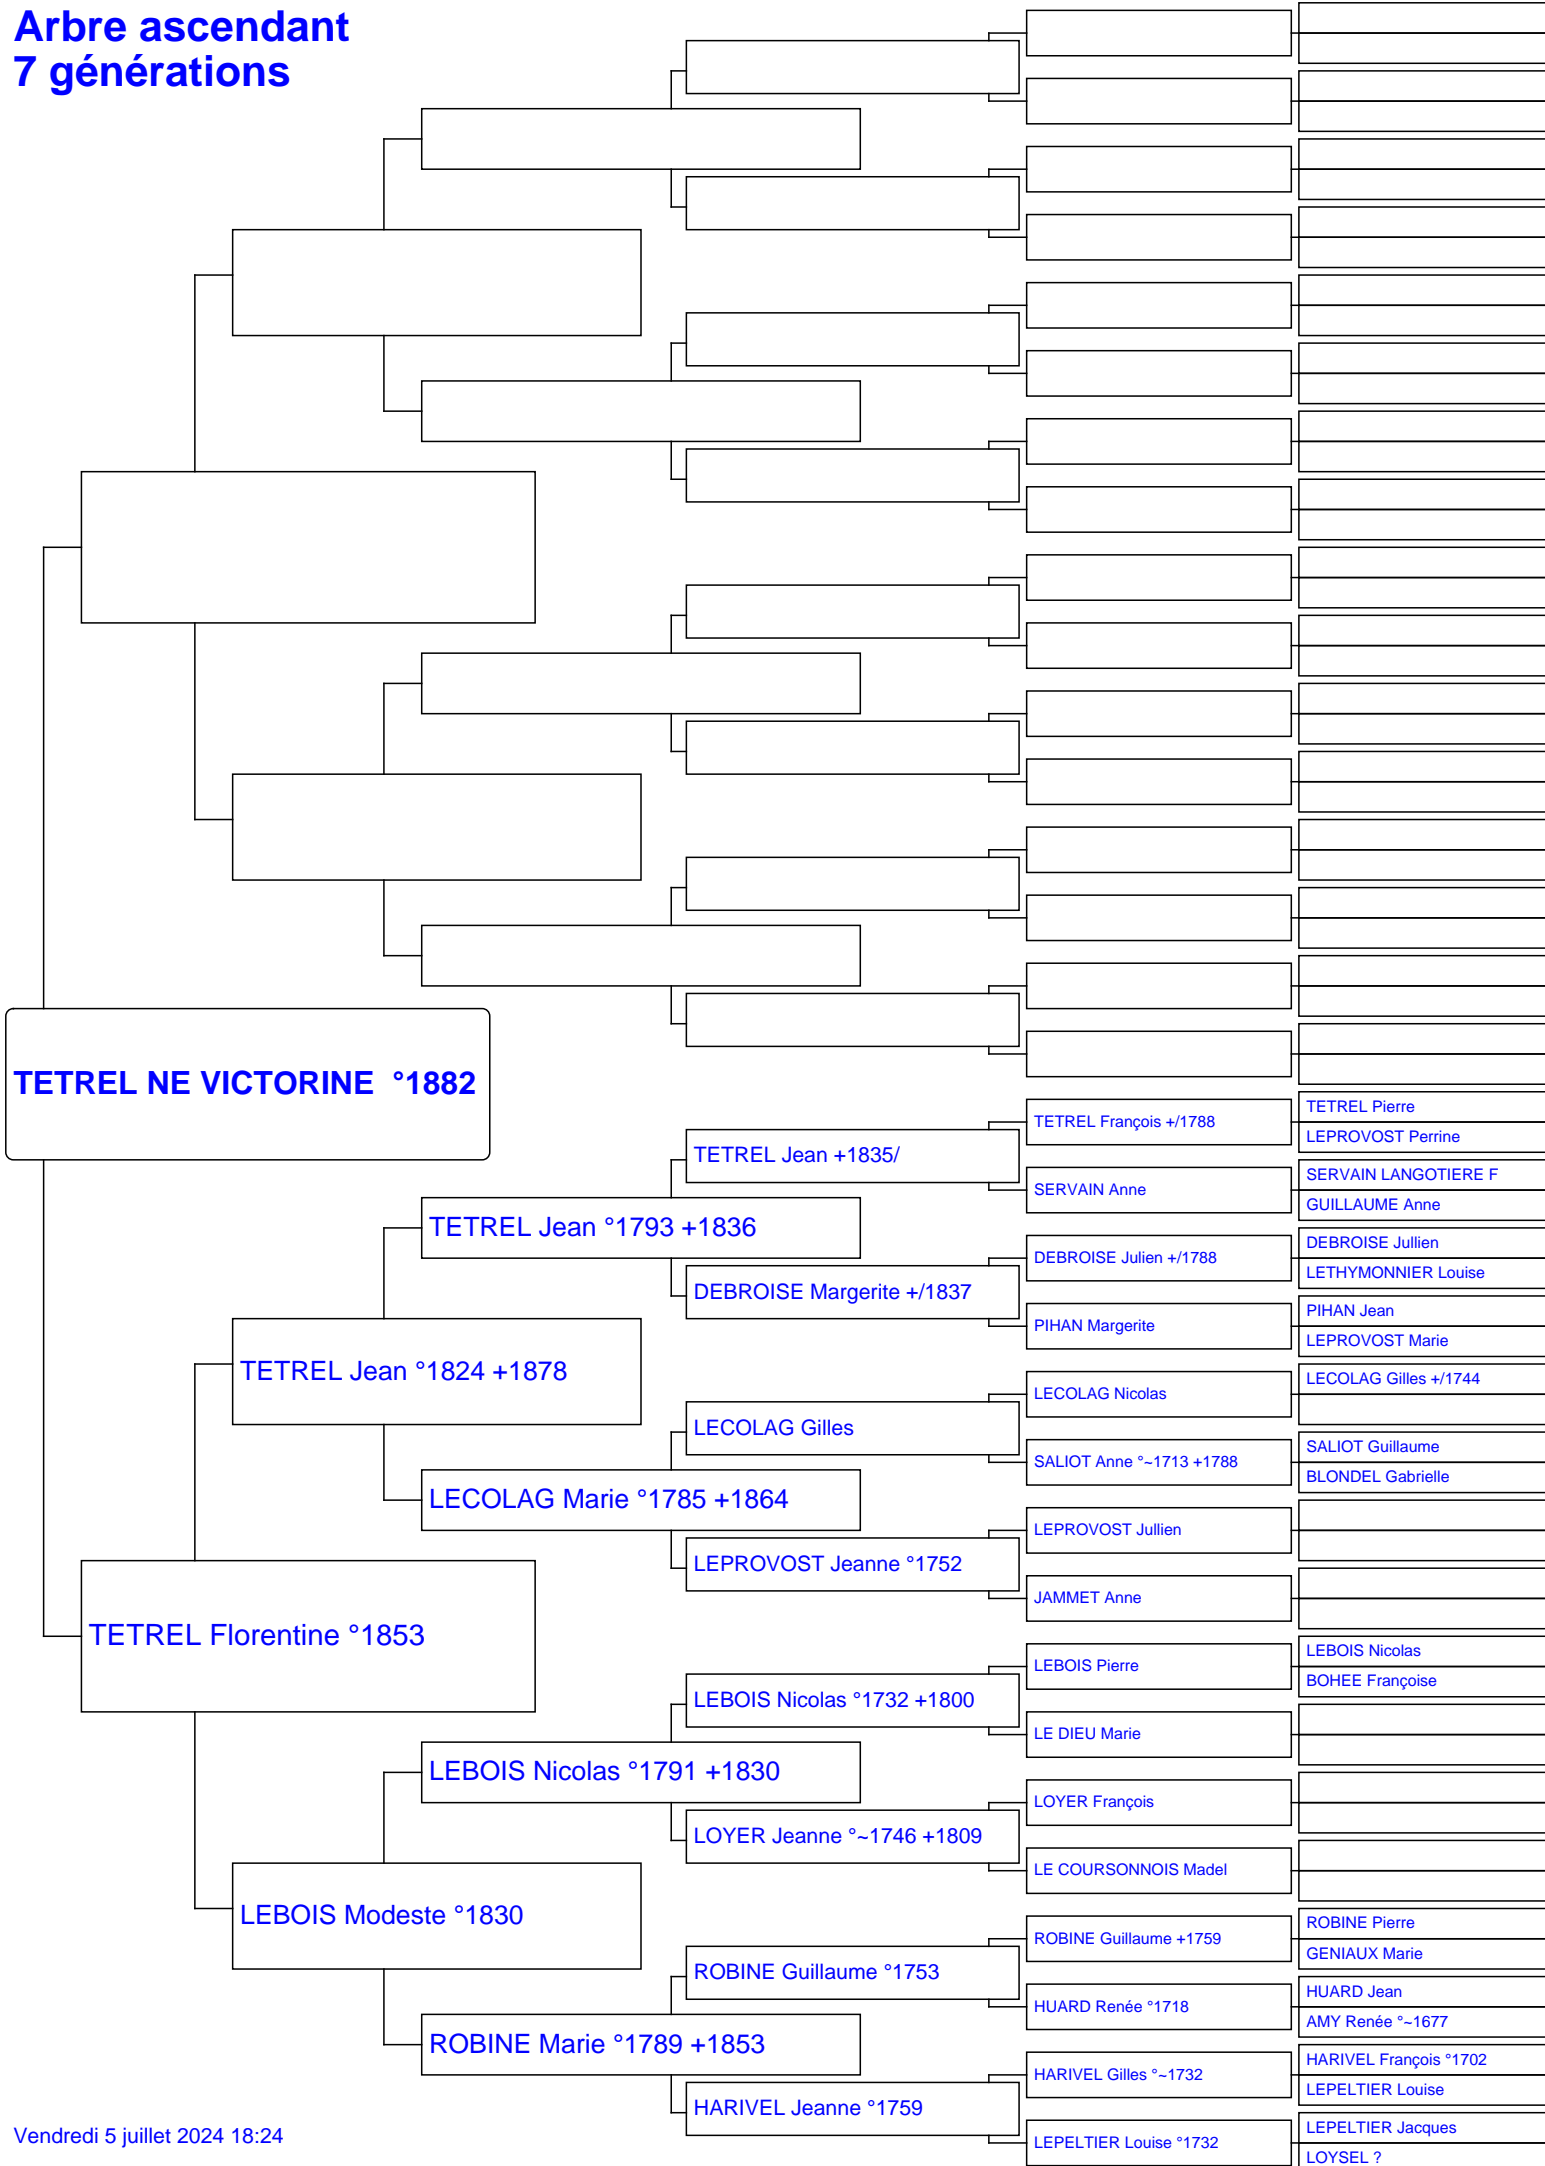 Arbre ascendant
7 générations
TETREL NE VICTORINE  °1882
TETREL Florentine °1853
TETREL Jean °1824 +1878
LEBOIS Modeste °1830
TETREL Jean °1793 +1836
LECOLAG Marie °1785 +1864
LEBOIS Nicolas °1791 +1830
ROBINE Marie °1789 +1853
TETREL Jean +1835/
DEBROISE Margerite +/1837
LECOLAG Gilles
LEPROVOST Jeanne °1752
LEBOIS Nicolas °1732 +1800
LOYER Jeanne °~1746 +1809
ROBINE Guillaume °1753
HARIVEL Jeanne °1759
TETREL François +/1788
SERVAIN Anne
DEBROISE Julien +/1788
PIHAN Margerite
LECOLAG Nicolas
SALIOT Anne °~1713 +1788
LEPROVOST Jullien
JAMMET Anne
LEBOIS Pierre
LE DIEU Marie
LOYER François
LE COURSONNOIS Madel
ROBINE Guillaume +1759
HUARD Renée °1718
HARIVEL Gilles °~1732
LEPELTIER Louise °1732
TETREL Pierre
LEPROVOST Perrine
SERVAIN LANGOTIERE F
GUILLAUME Anne
DEBROISE Jullien
LETHYMONNIER Louise
PIHAN Jean
LEPROVOST Marie
LECOLAG Gilles +/1744
SALIOT Guillaume
BLONDEL Gabrielle
LEBOIS Nicolas
BOHEE Françoise
ROBINE Pierre
GENIAUX Marie
HUARD Jean
AMY Renée °~1677
HARIVEL François °1702
LEPELTIER Louise
LEPELTIER Jacques
LOYSEL ?
Vendredi 5 juillet 2024 18:24